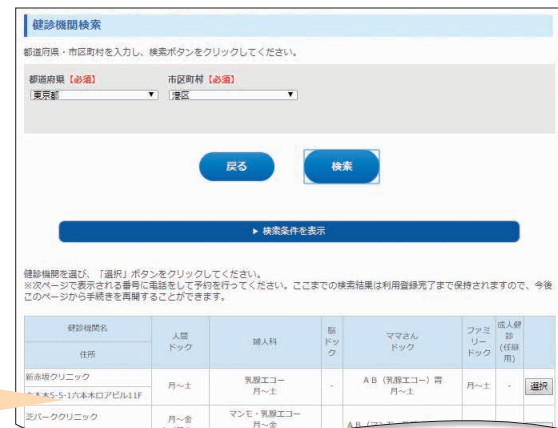 健診機関検索
都道府県・市区町村を入力し、検索ボタンをクリックしてください。
都道府県【必須】 市区町村【必須】
東京都 ▼ 港区 ▼
戻る 検索
▶ 検索条件を表示
健診機関を選び、「選択」ボタンをクリックしてください。
※次ページで表示される番号に電話をして予約を行ってください。ここまでの検索結果は利用登録完了まで保持されますので、今後
このページから手続きを再開することができます。
健診機関名
住所
人間
ドック
婦人科
脳
ドッ
ク
ママさん
ドック
ファミ
リー
ドック
成人健
診
(任継
用)
新赤坂クリニック
六本木5-5-1六本木ロアビル11F
月～土
乳腺エコー
月～土
-
AB(乳腺エコー)胃
月～土
月～土
-
選択
芝パーククリニック
月～金
マンモ・乳腺エコー
月～金